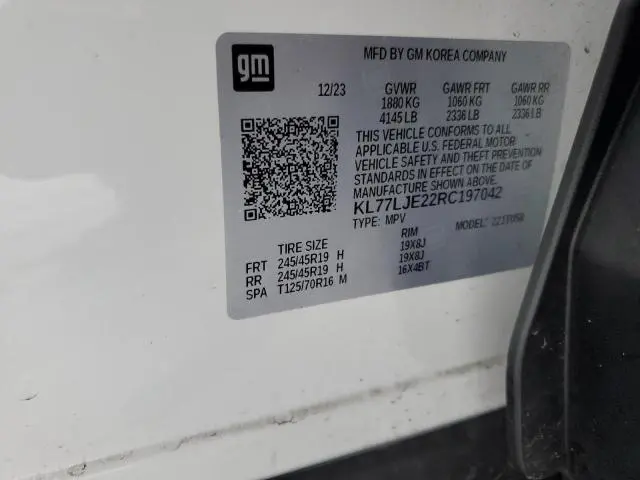 gm
MFD BY GM KOREA COMPANY
12/23 GVWR GAWR FRT GAWR RR
1880 KG 1060 KG 1060 KG
4145 LB 2336 LB 2336 LB
THIS VEHICLE CONFORMS TO ALL
APPLICABLE U.S. FEDERAL MOTOR
VEHICLE SAFETY AND THEFT PREVENTION
STANDARDS IN EFFECT ON THE DATE OF
MANUFACTURE SHOWN ABOVE.
KL77LJE22RC197042
TYPE: MPV MODEL:
TIRE SIZE RIM
FRT 245/45R19 H 19X8J
RR 245/45R19 H 19X8J
SPA T125/70R16 M 16X4BT